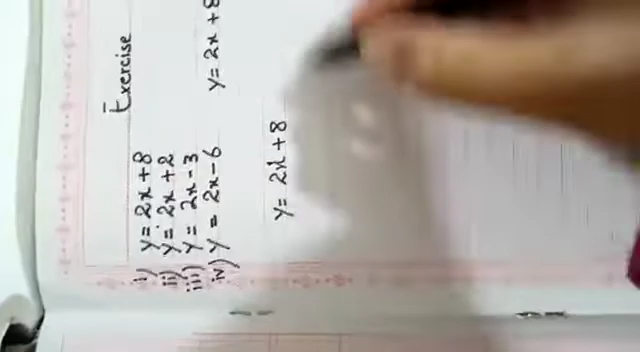 Exercise
i) y = 2x + 8
ii) y = 2x + 2
iii) y = 2x - 3
iv) y = 2x - 6
y = 2x + 8
y = 2x + 8